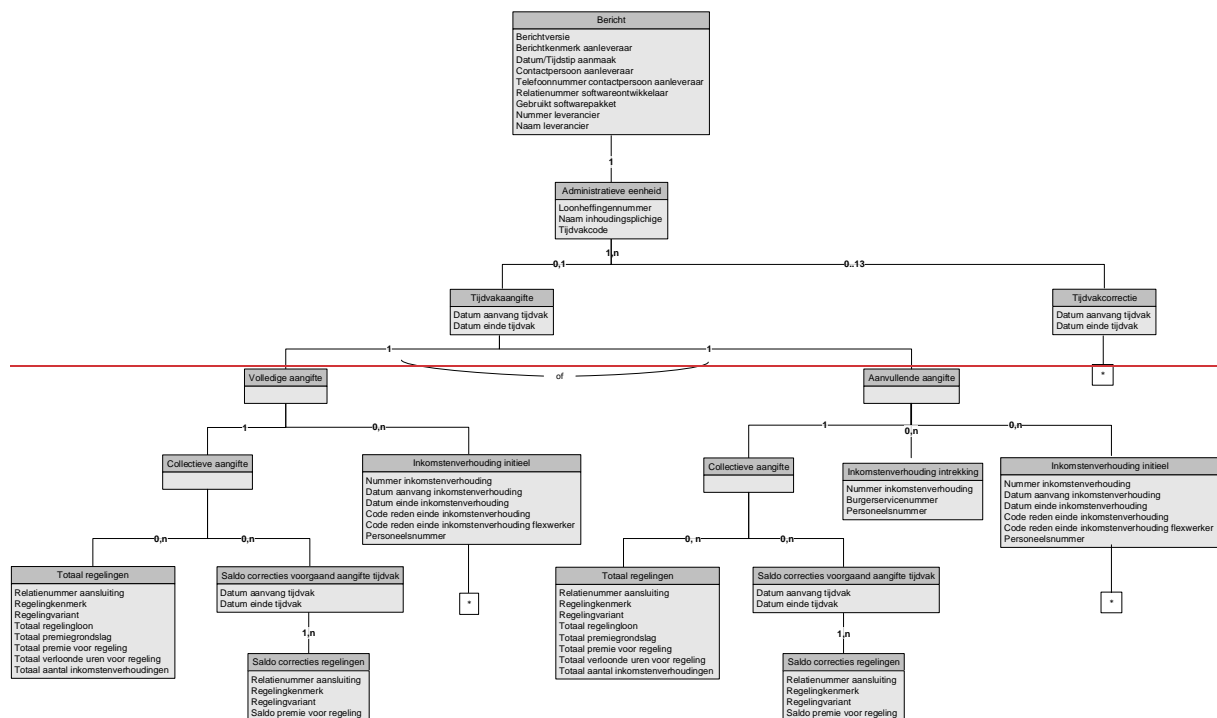 Bericht
Berichtversie
Berichtkenmerk aanleveraar
Datum/Tijdstip aanmaak
Contactpersoon aanleveraar
Telefoonnummer contactpersoon aanleveraar
Relatienummer softwareontwikkelaar
Gebruikt softwarepakket
Nummer leverancier
Naam leverancier
1
Administratieve eenheid
Loonheffingennummer
Naam inhoudingsplichige
Tijdvakcode
1,n
0,1
0..13
Tijdvakaangifte
Datum aanvang tijdvak
Datum einde tijdvak
Tijdvakcorrectie
Datum aanvang tijdvak
Datum einde tijdvak
1
1
of
*
Volledige aangifte
Aanvullende aangifte
1
0,n
1
0,n
0,n
Collectieve aangifte
Inkomstenverhouding initieel
Nummer inkomstenverhouding
Datum aanvang inkomstenverhouding
Datum einde inkomstenverhouding
Code reden einde inkomstenverhouding
Code reden einde inkomstenverhouding flexwerker
Personeelsnummer
Collectieve aangifte
Inkomstenverhouding intrekking
Nummer inkomstenverhouding
Burgerservicenummer
Personeelsnummer
Inkomstenverhouding initieel
Nummer inkomstenverhouding
Datum aanvang inkomstenverhouding
Datum einde inkomstenverhouding
Code reden einde inkomstenverhouding
Code reden einde inkomstenverhouding flexwerker
Personeelsnummer
0,n
0,n
0, n
0,n
Totaal regelingen
Relatienummer aansluiting
Regelingkenmerk
Regelingvariant
Totaal regelingloon
Totaal premiegrondslag
Totaal premie voor regeling
Totaal verloonde uren voor regeling
Totaal aantal inkomstenverhoudingen
Saldo correcties voorgaand aangifte tijdvak
Datum aanvang tijdvak
Datum einde tijdvak
*
Totaal regelingen
Relatienummer aansluiting
Regelingkenmerk
Regelingvariant
Totaal regelingloon
Totaal premiegrondslag
Totaal premie voor regeling
Totaal verloonde uren voor regeling
Totaal aantal inkomstenverhoudingen
Saldo correcties voorgaand aangifte tijdvak
Datum aanvang tijdvak
Datum einde tijdvak
*
1,n
1,n
Saldo correcties regelingen
Relatienummer aansluiting
Regelingkenmerk
Regelingvariant
Saldo premie voor regeling
Saldo correcties regelingen
Relatienummer aansluiting
Regelingkenmerk
Regelingvariant
Saldo premie voor regeling